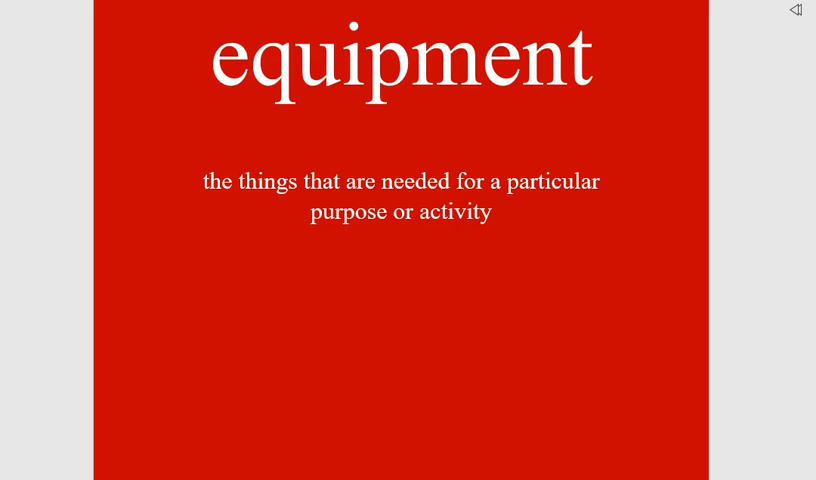 equipment
the things that are needed for a particular
purpose or activity